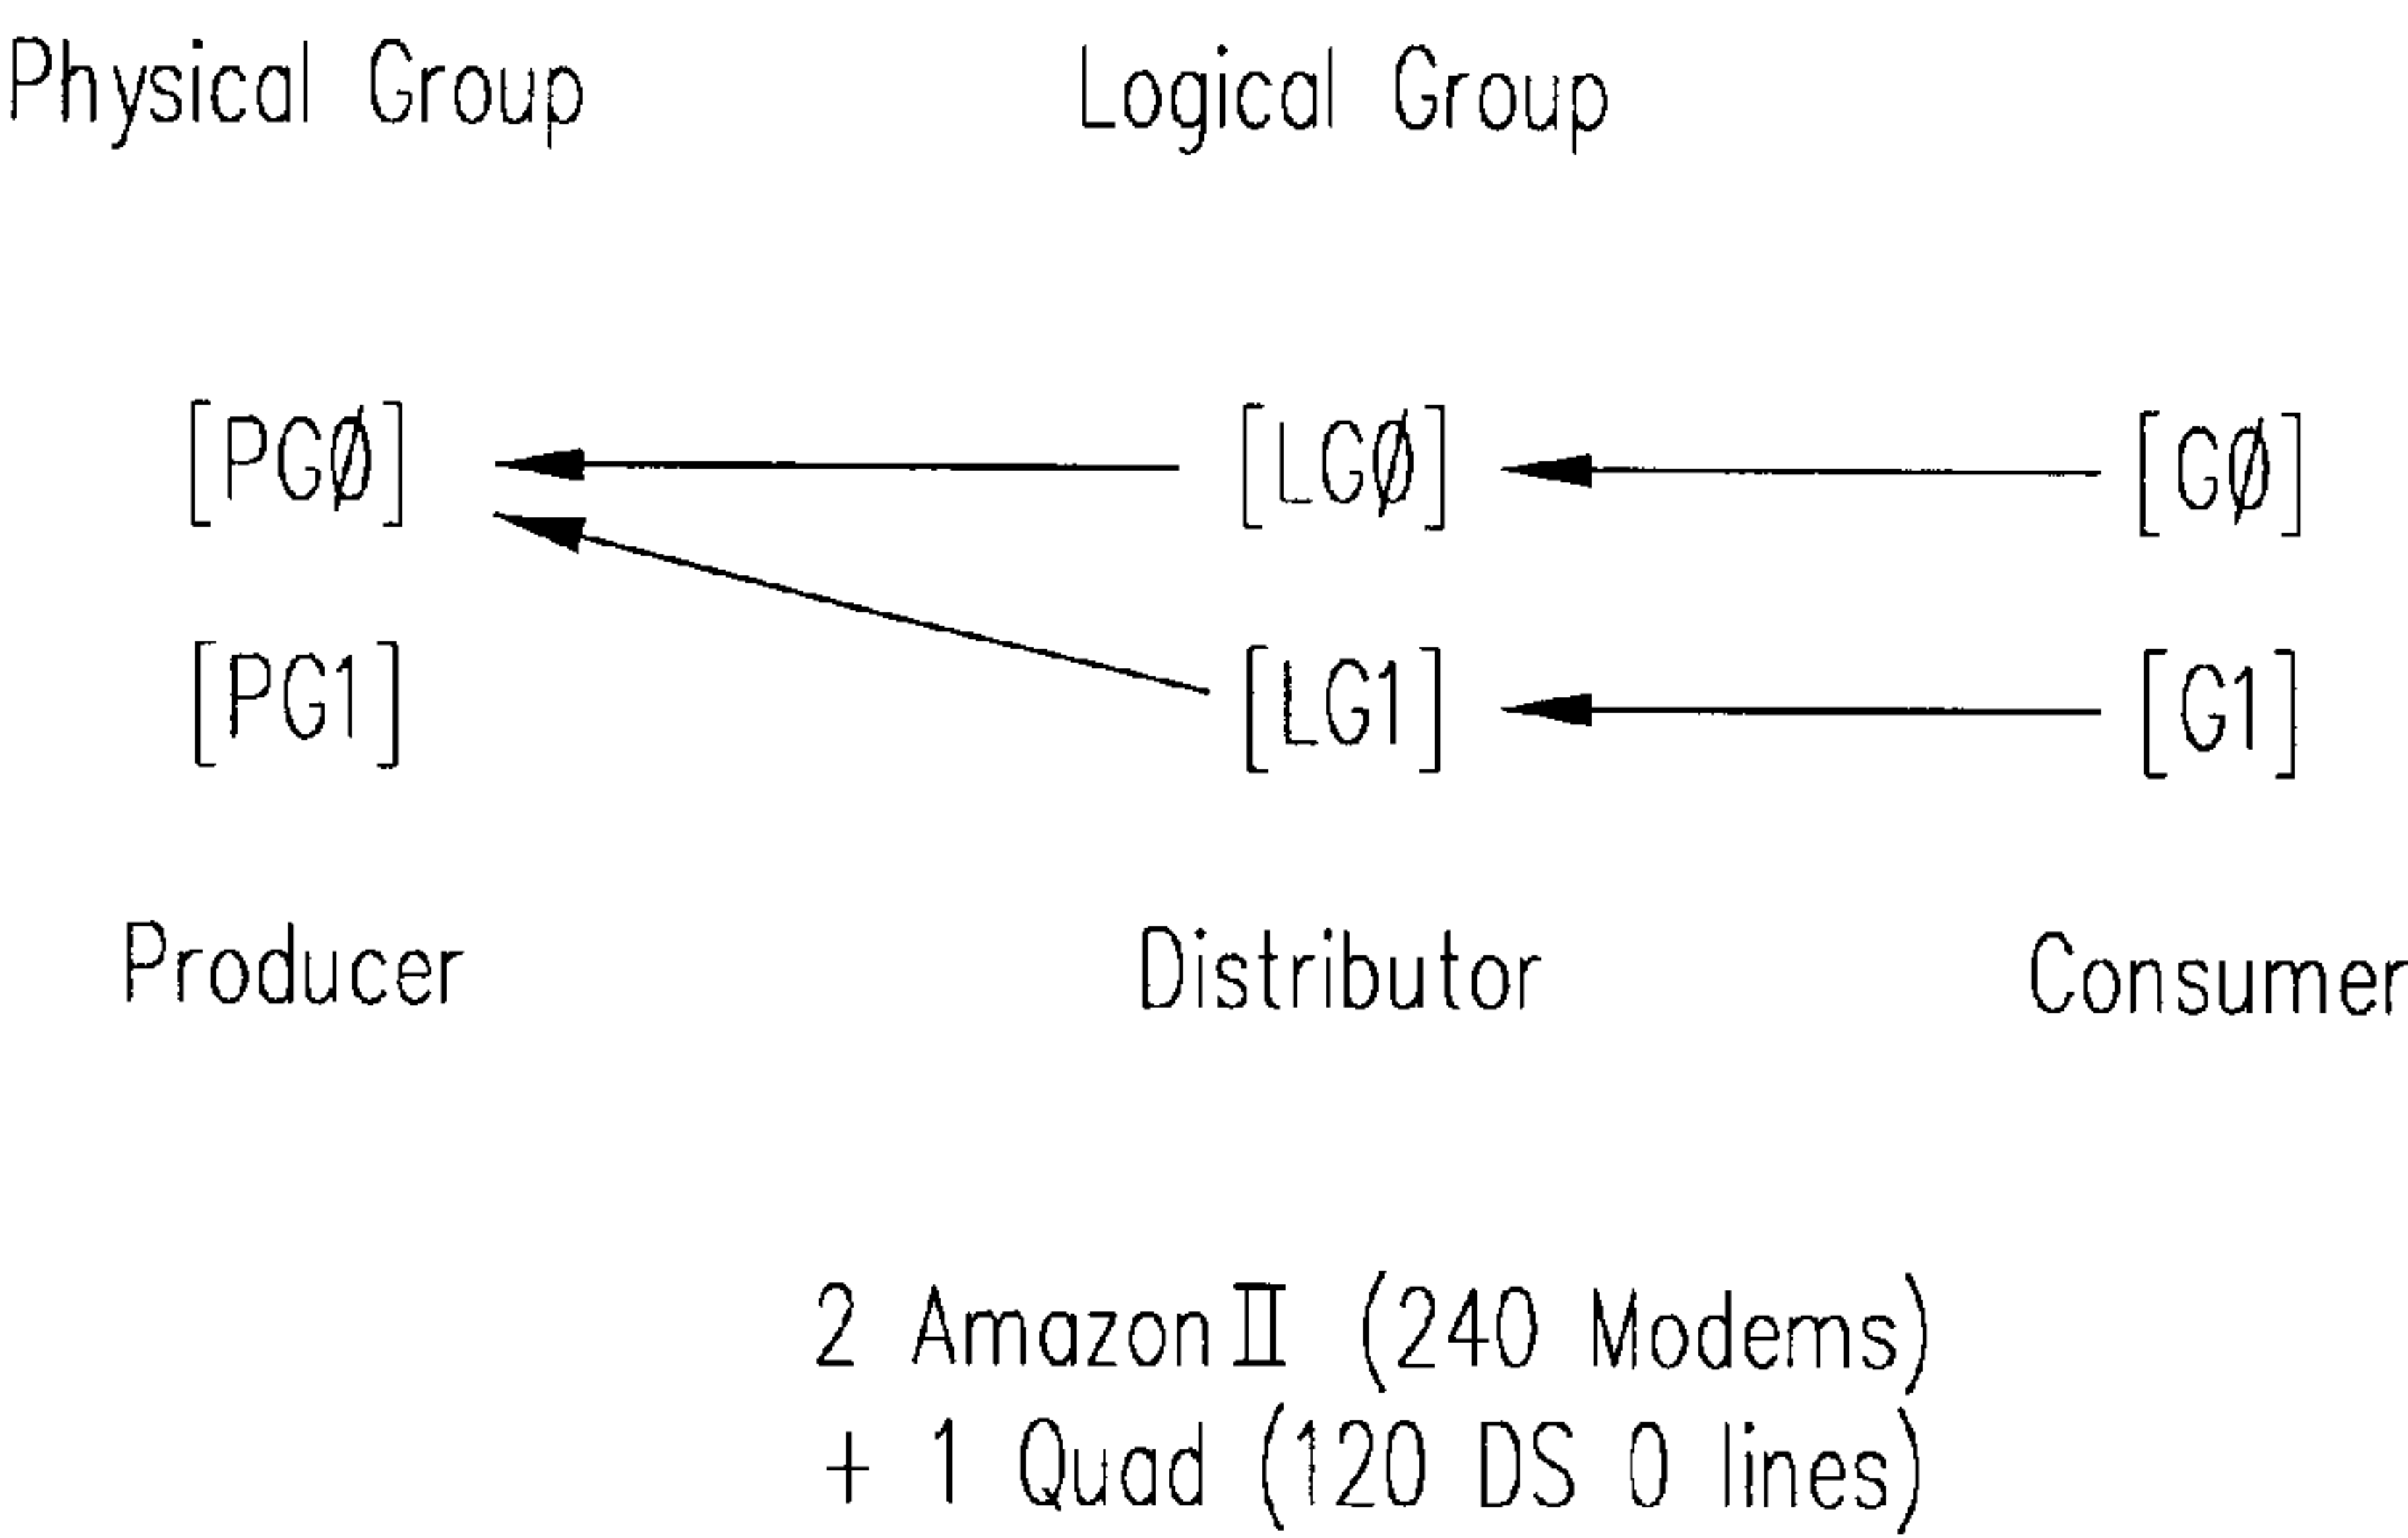 Physical Group Logical Group
[PGØ] [LGØ] [GØ]
[PG1] [LG1] [G1]
Producer Distributor Consumer
2 Amazon II (240 Modems)
+ 1 Quad (120 DS 0 lines)